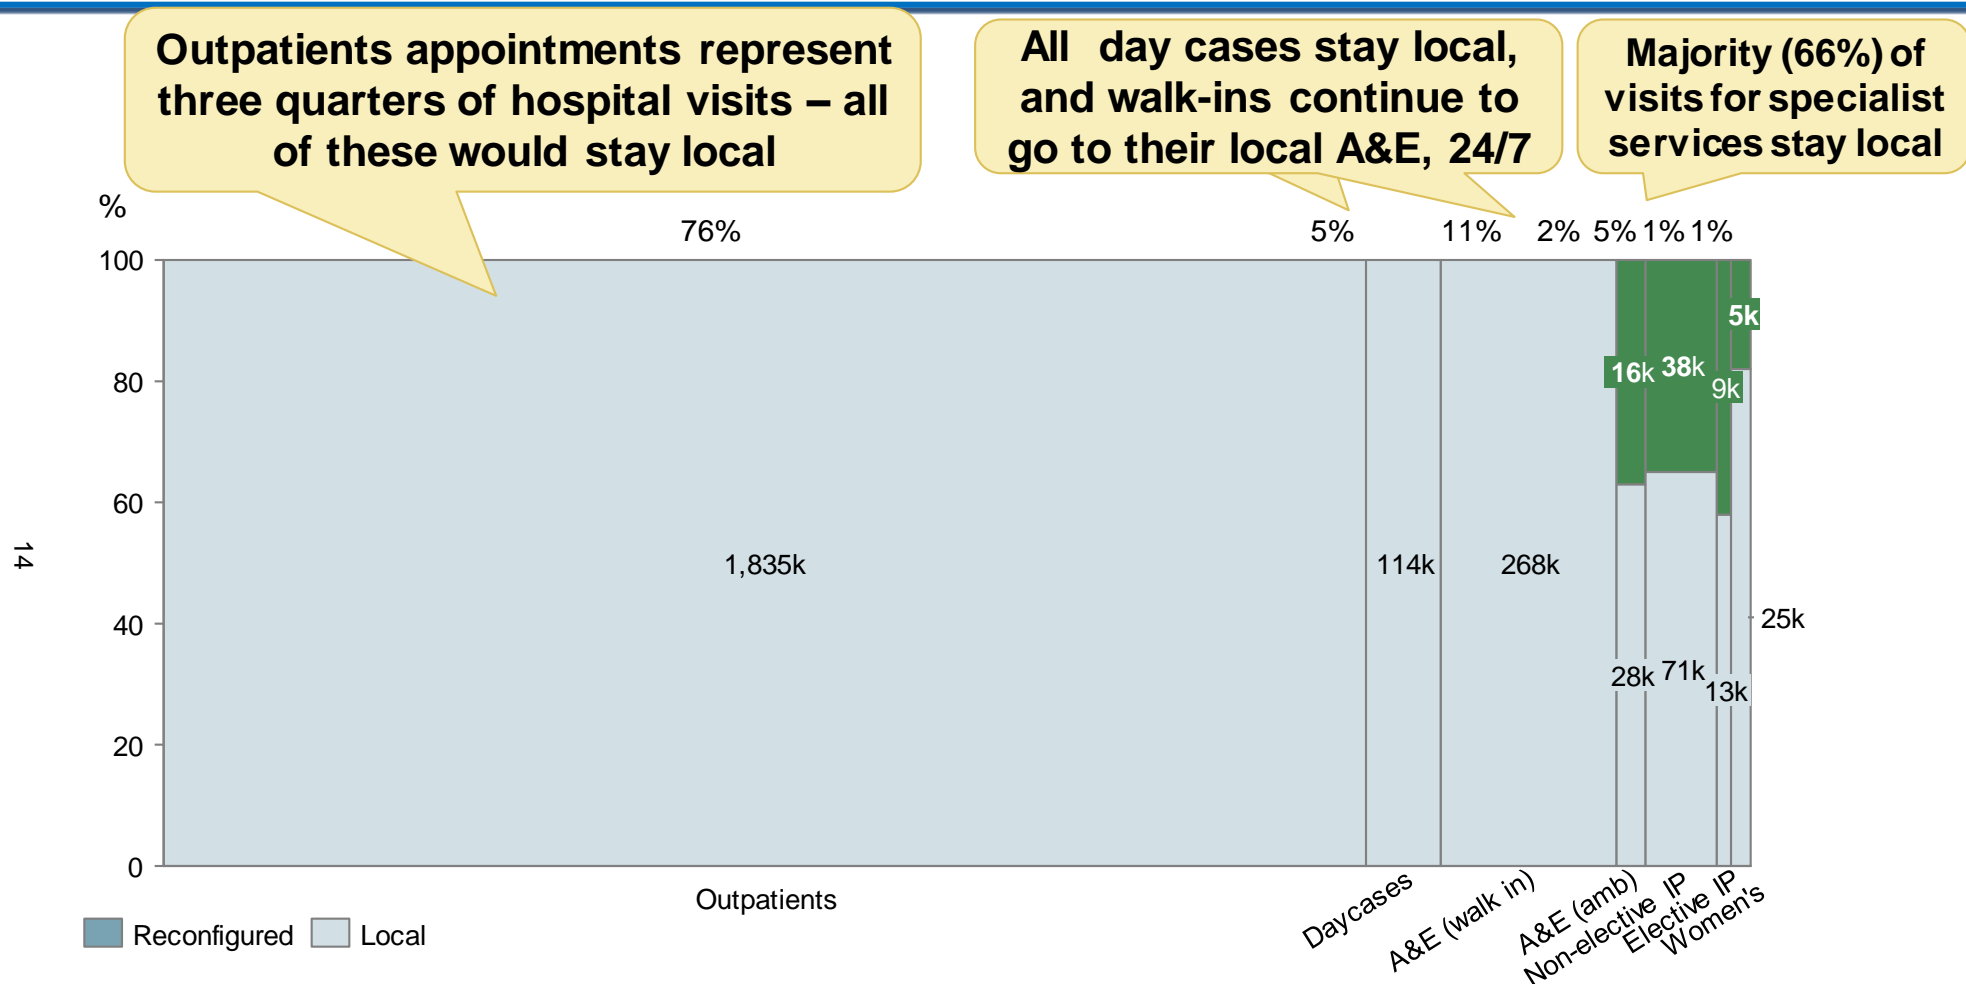 Outpatients appointments represent
three quarters of hospital visits – all
of these would stay local
All day cases stay local,
and walk-ins continue to
go to their local A&E, 24/7
Majority (66%) of
visits for specialist
services stay local
%
76%
5%
11%
2%
5%
1%
1%
100
80
60
40
20
0
5k
16k
38k
9k
1,835k
114k
268k
25k
28k
71k
13k
14
Outpatients
Daycases
A&E (walk in)
A&E (amb)
Non-elective IP
Elective IP
Women's
Reconfigured
Local